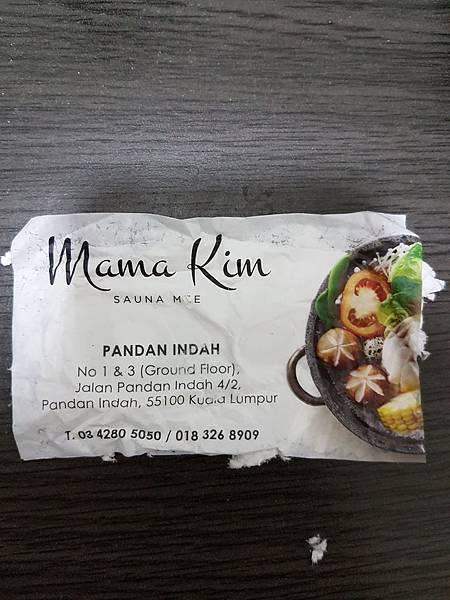 Mama Kim
SAUNA MEE
PANDAN INDAH
No 1 & 3 (Ground Floor),
Jalan Pandan Indah 4/2,
Pandan Indah, 55100 Kuala Lumpur
T. 03 4280 5050 / 018 326 8909